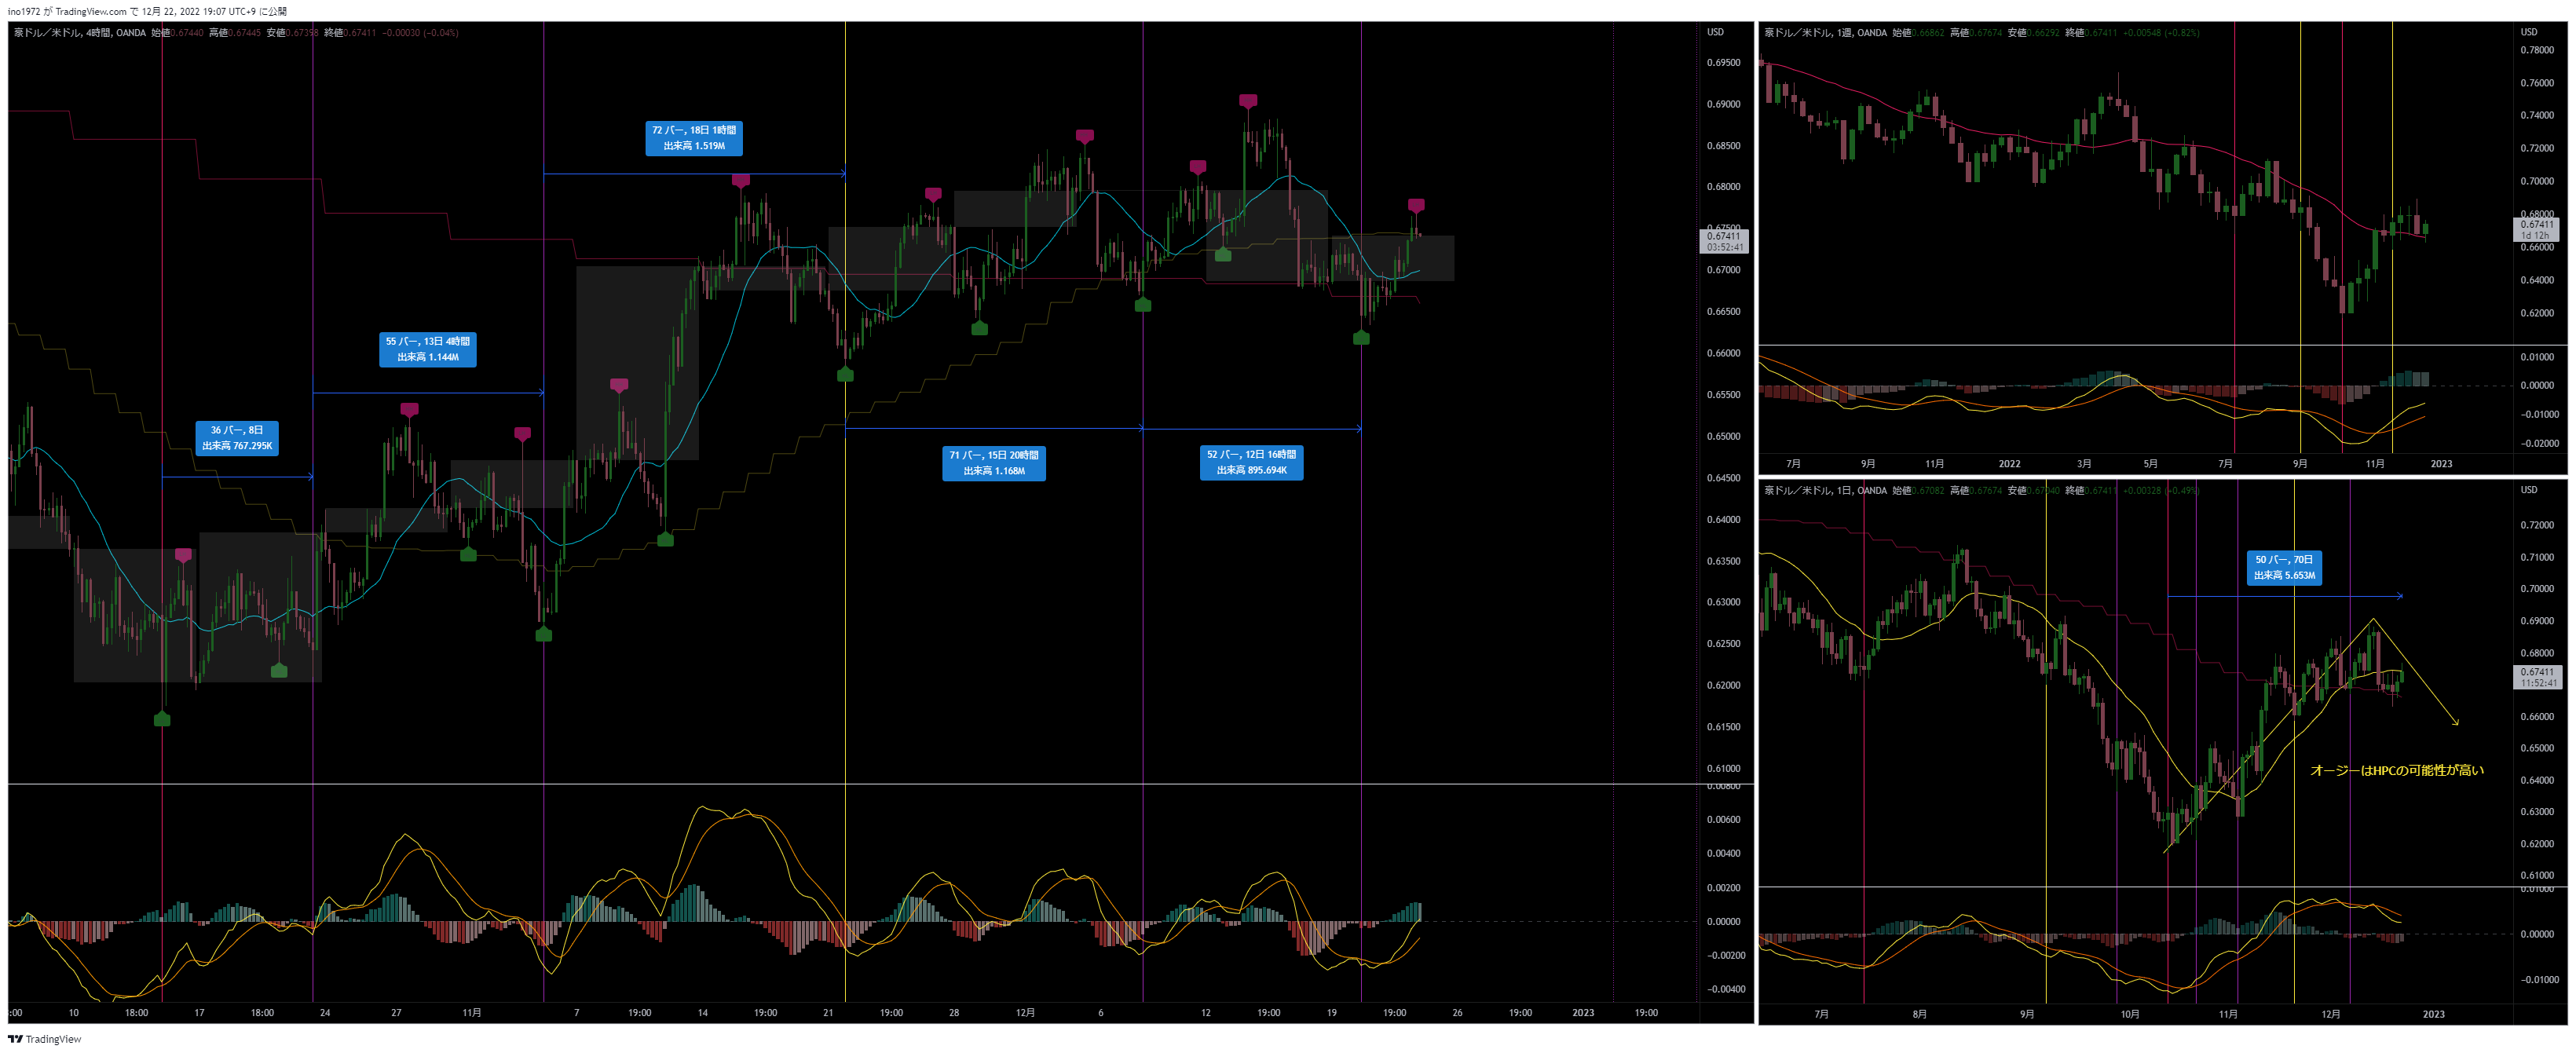 ino1972 が TradingView.com で 12月 22, 2022 19:07 UTC+9 に公開
豪ドル／米ドル, 4時間, OANDA 始値0.67440 高値0.67445 安値0.67398 終値0.67411 −0.00030 (−0.04%)
USD
0.69500
0.69000
0.68500
0.68000
0.67500
0.67411
03:52:41
0.67000
0.66500
0.66000
0.65500
0.65000
0.64500
0.64000
0.63500
0.63000
0.62500
0.62000
0.61500
0.61000
72 バー, 18日 1時間
出来高 1.519M
55 バー, 13日 4時間
出来高 1.144M
36 バー, 8日
出来高 767.295K
71 バー, 15日 20時間
出来高 1.168M
52 バー, 12日 16時間
出来高 895.694K
0.00800
0.00600
0.00400
0.00200
0.00000
−0.00200
−0.00400
:00 10 18:00 17 18:00 24 27 11月 7 19:00 14 19:00 21 19:00 28 12月 6 12 19:00 19 19:00 26 19:00 2023 19:00
豪ドル／米ドル, 1週, OANDA 始値0.66862 高値0.67674 安値0.66292 終値0.67411 +0.00548 (+0.82%)
USD
0.78000
0.76000
0.74000
0.72000
0.70000
0.68000
0.67411
1d 12h
0.66000
0.64000
0.62000
0.01000
0.00000
−0.01000
−0.02000
7月 9月 11月 2022 3月 5月 7月 9月 11月 2023
豪ドル／米ドル, 1日, OANDA 始値0.67082 高値0.67674 安値0.67040 終値0.67411 +0.00328 (+0.49%)
USD
0.72000
0.71000
0.70000
0.69000
0.68000
0.67411
11:52:41
0.66000
0.65000
0.64000
0.63000
0.62000
0.61000
50 バー, 70日
出来高 5.653M
オージーはHPCの可能性が高い
0.01000
0.00000
−0.01000
7月 8月 9月 10月 11月 12月 2023
TradingView